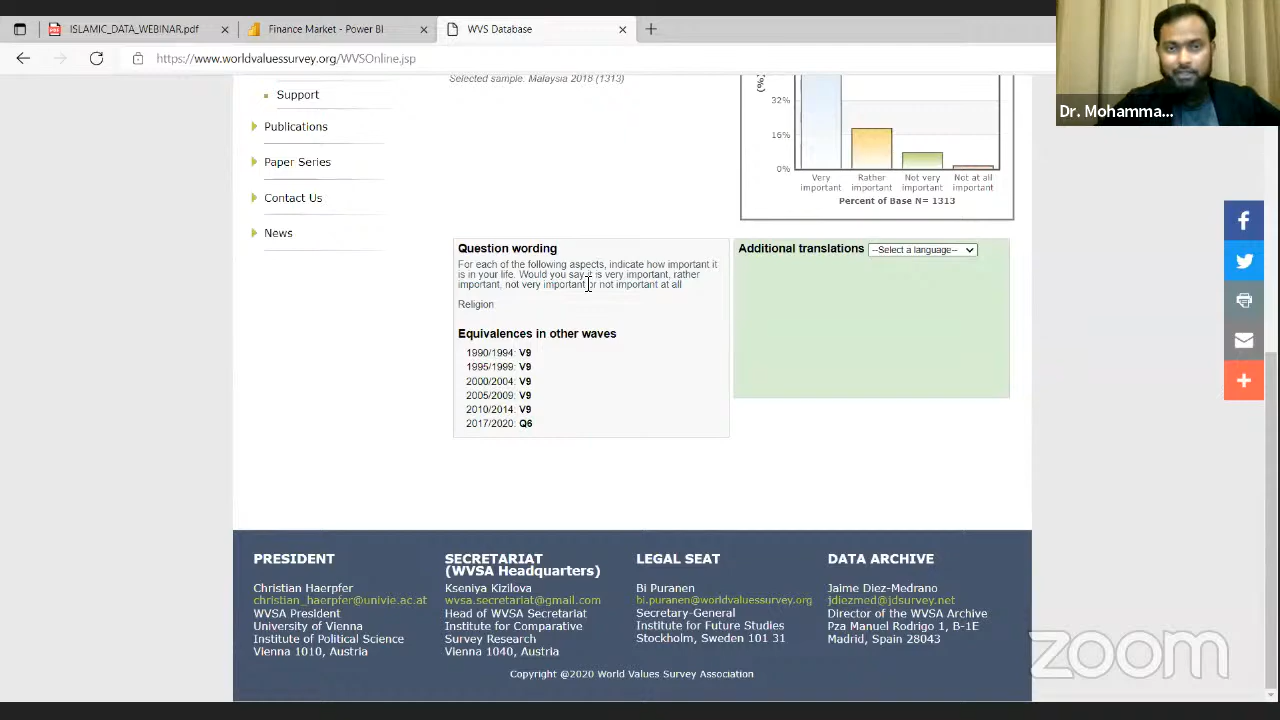 ISLAMIC_DATA_WEBINAR.pdf
Finance Market - Power BI
WVS Database
https://www.worldvaluessurvey.org/WVSOnline.jsp
Dr. Mohamma...
Support
Publications
Paper Series
Contact Us
News
Selected sample: Malaysia 2018 (1313)
(%)
32%
16%
0%
Very important
Rather important
Not very important
Not at all important
Percent of Base N= 1313
Question wording
For each of the following aspects, indicate how important it
is in your life. Would you say it is very important, rather
important, not very important or not important at all
Religion
Equivalences in other waves
1990/1994: V9
1995/1999: V9
2000/2004: V9
2005/2009: V9
2010/2014: V9
2017/2020: Q6
Additional translations --Select a language--
PRESIDENT
Christian Haerpfer
christian_haerpfer@univie.ac.at
WVSA President
University of Vienna
Institute of Political Science
Vienna 1010, Austria
SECRETARIAT
(WVSA Headquarters)
Kseniya Kizilova
wvsa.secretariat@gmail.com
Head of WVSA Secretariat
Institute for Comparative
Survey Research
Vienna 1040, Austria
LEGAL SEAT
Bi Puranen
bi.puranen@worldvaluessurvey.org
Secretary-General
Institute for Future Studies
Stockholm, Sweden 101 31
DATA ARCHIVE
Jaime Diez-Medrano
jdiezmed@jdsurvey.net
Director of the WVSA Archive
Pza Manuel Rodrigo 1, B-1E
Madrid, Spain 28043
Copyright @2020 World Values Survey Association
zoom